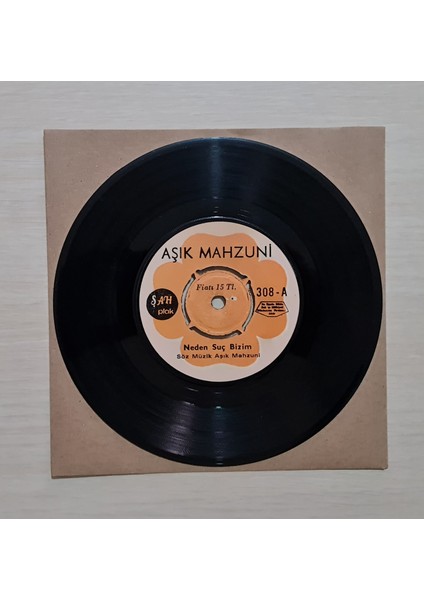 AŞIK MAHZUNİ
Fiatı 15 Tl.
308-A
ŞAH
plak
Neden Suç Bizim
Söz Müzik Aşık Mahzuni